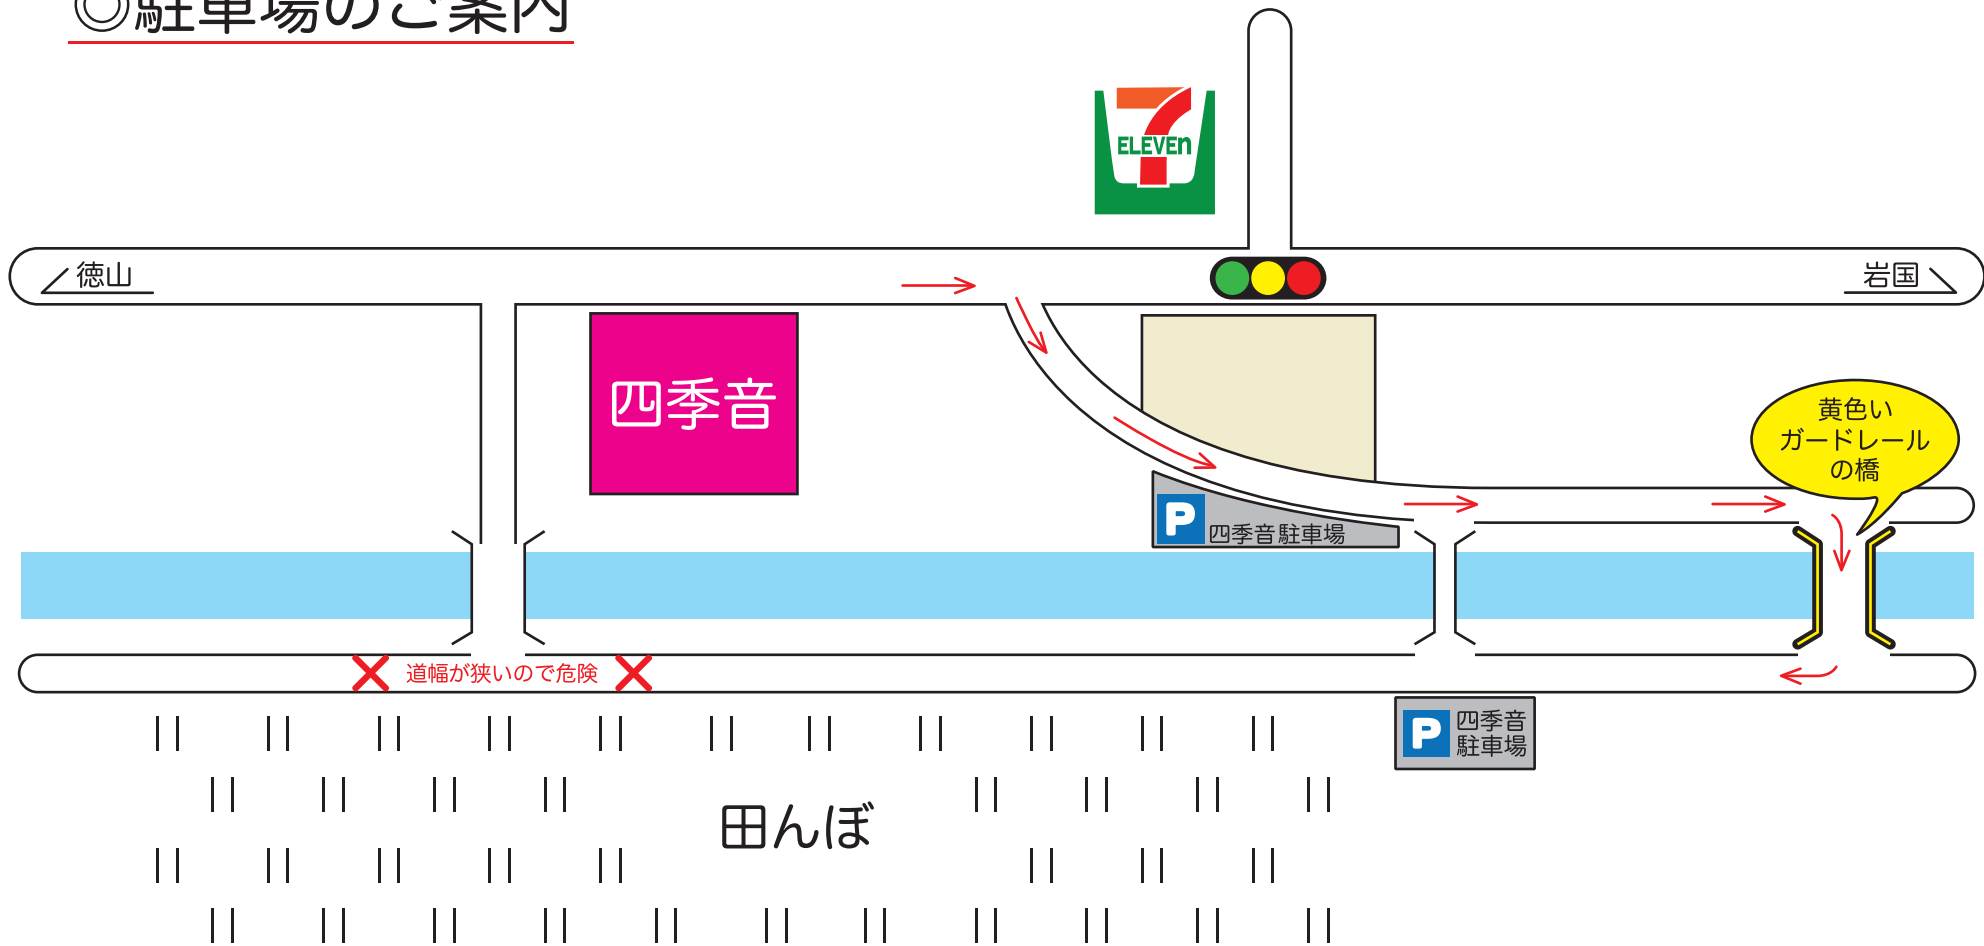 ◎駐車場のご案内
7
ELEVEn
徳山
岩国
四季音
黄色い
ガードレール
の橋
P
四季音駐車場
道幅が狭いので危険
P
四季音
駐車場
田んぼ